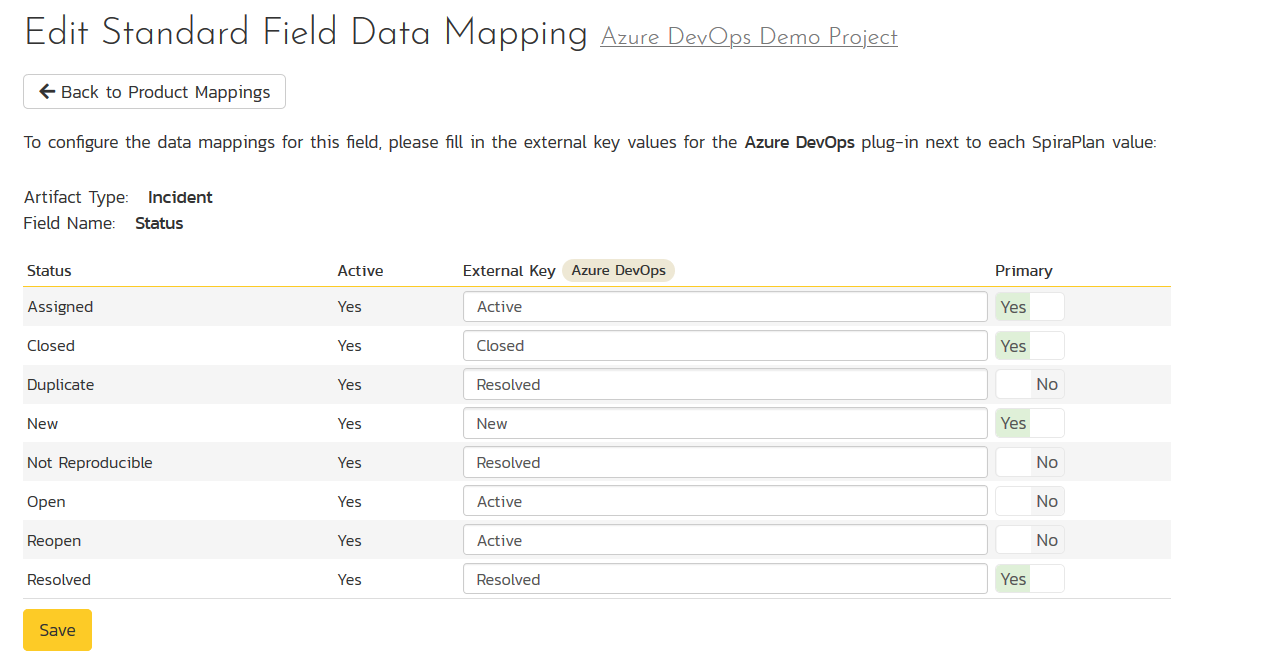 Edit Standard Field Data Mapping Azure DevOps Demo Project
Back to Product Mappings
To configure the data mappings for this field, please fill in the external key values for the Azure DevOps plug-in next to each SpiraPlan value:
Artifact Type: Incident
Field Name: Status
Status Active External Key Azure DevOps Primary
Assigned Yes Active Yes
Closed Yes Closed Yes
Duplicate Yes Resolved No
New Yes New Yes
Not Reproducible Yes Resolved No
Open Yes Active No
Reopen Yes Active No
Resolved Yes Resolved Yes
Save